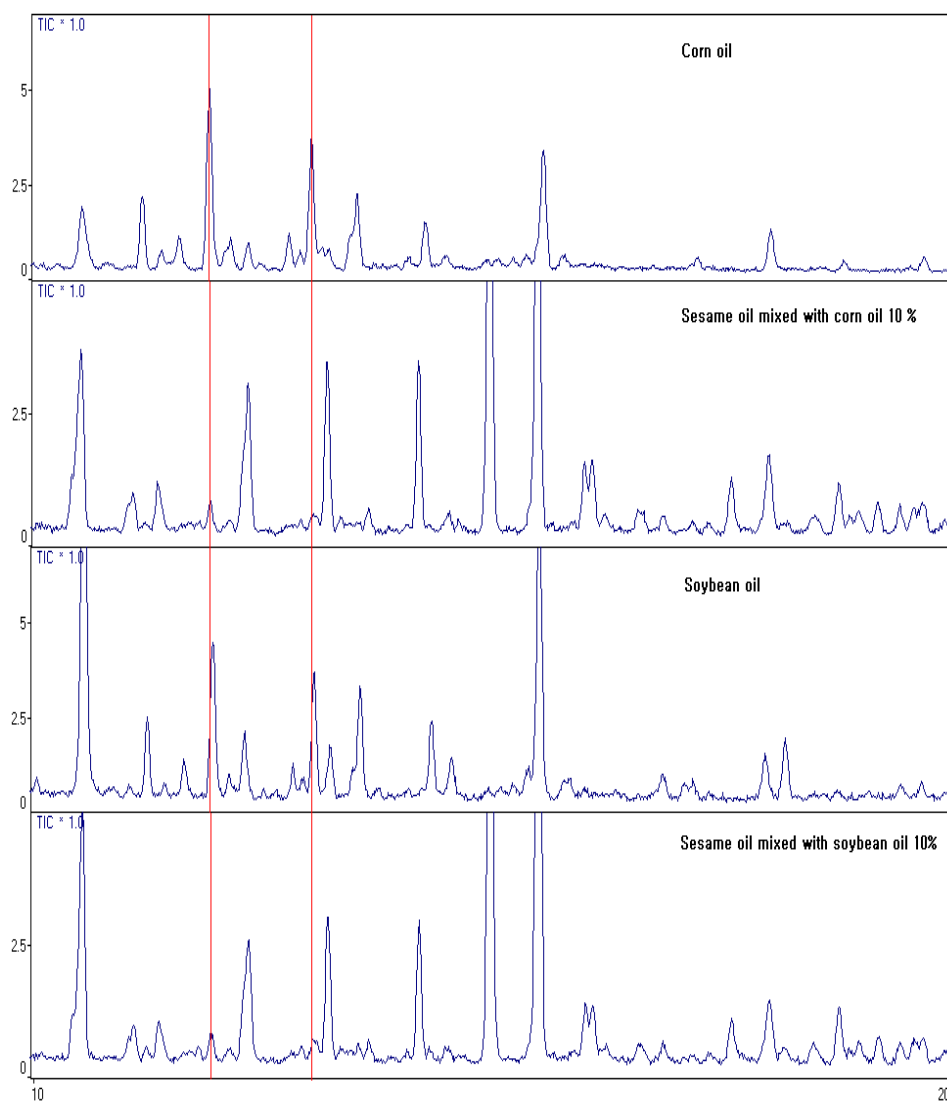 TIC * 1.0
Corn oil
5
2.5
0
TIC * 1.0
Sesame oil mixed with corn oil 10 %
2.5
0
TIC * 1.0
Soybean oil
5
2.5
0
TIC * 1.0
Sesame oil mixed with soybean oil 10%
2.5
0
10
20